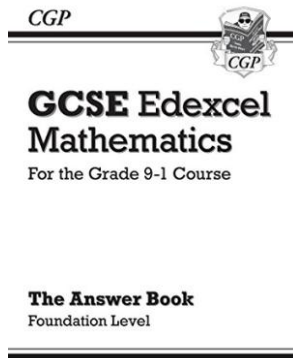 CGP
CGP
GCSE Edexcel
Mathematics
For the Grade 9-1 Course
The Answer Book
Foundation Level